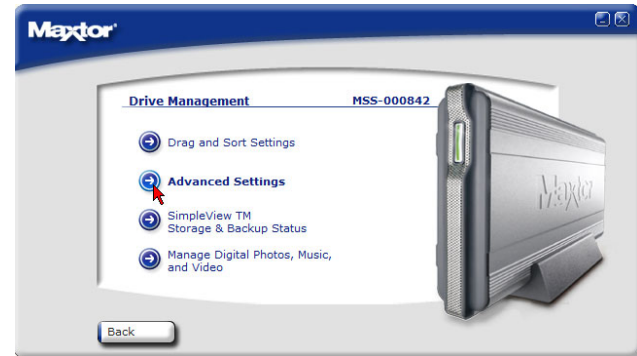 Maxtor
Drive Management MSS-000842
Drag and Sort Settings
Advanced Settings
SimpleView TM
Storage & Backup Status
Manage Digital Photos, Music,
and Video
Maxtor
Back